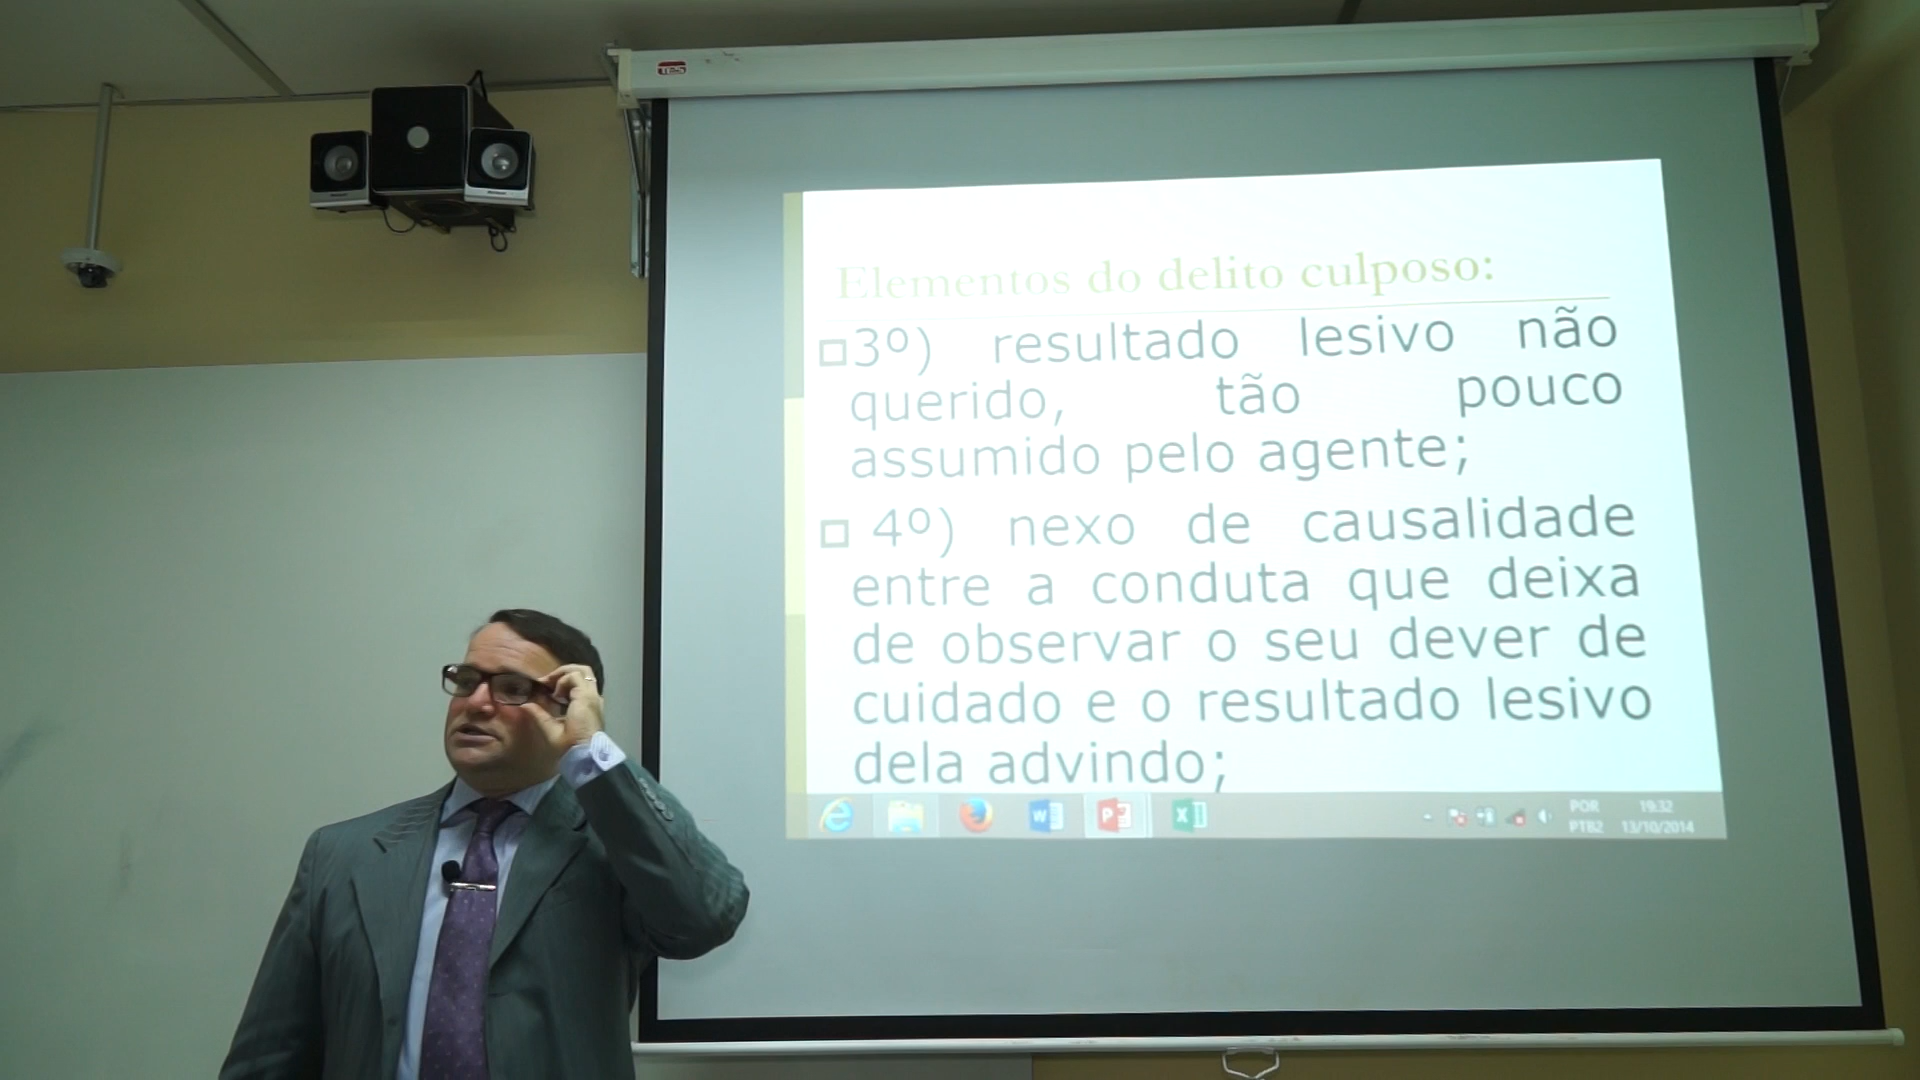 Elementos do delito culposo:
3º) resultado lesivo não
querido, tão pouco
assumido pelo agente;
4º) nexo de causalidade
entre a conduta que deixa
de observar o seu dever de
cuidado e o resultado lesivo
dela advindo;
POR 19:32
PTB2 13/10/2014